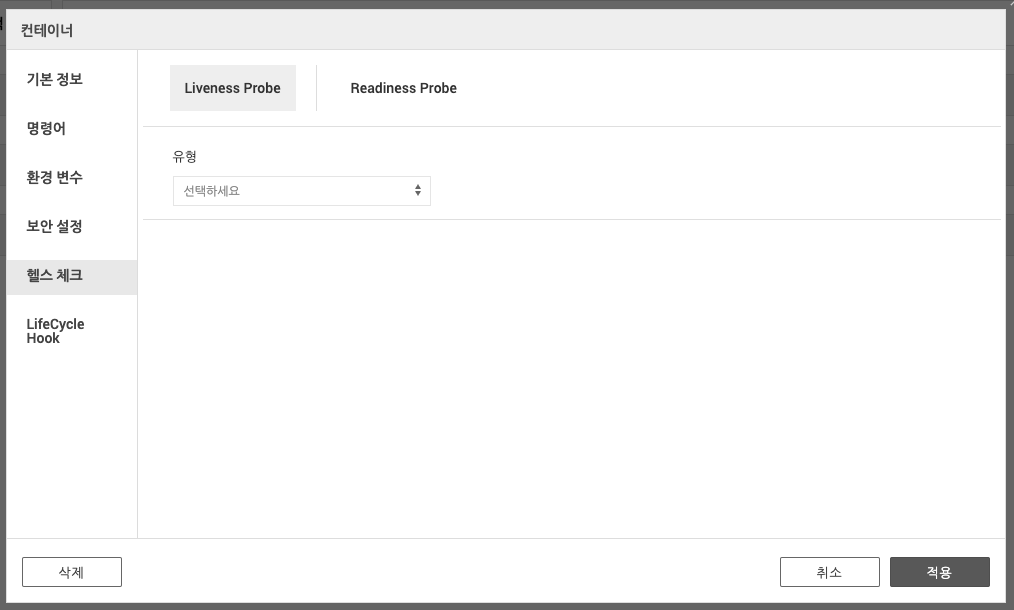 컨테이너
기본 정보
명령어
환경 변수
보안 설정
헬스 체크
LifeCycle
Hook
Liveness Probe
Readiness Probe
유형
선택하세요
삭제
취소
적용